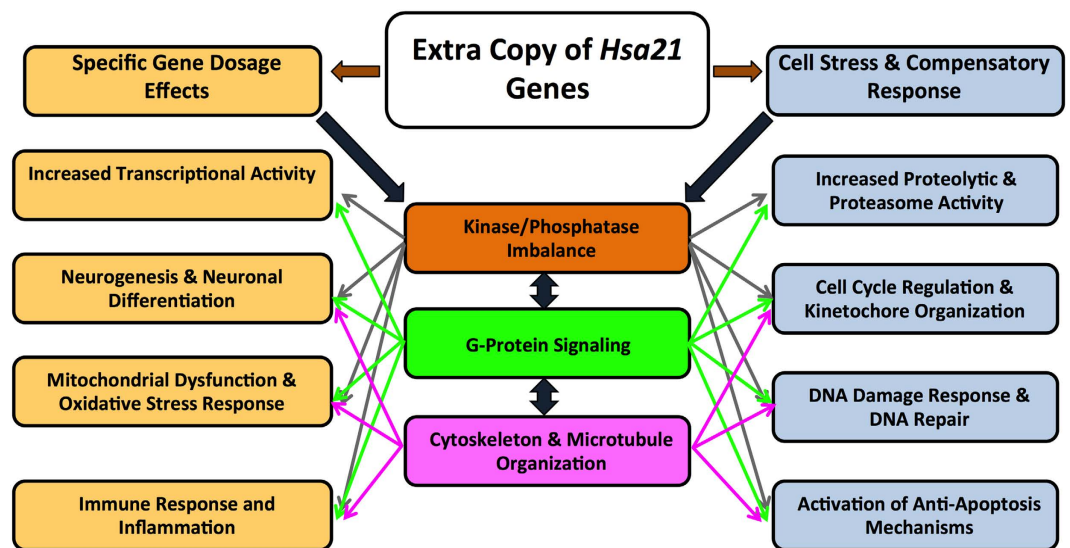 Extra Copy of Hsa21
Genes
Specific Gene Dosage
Effects
Cell Stress & Compensatory
Response
Increased Transcriptional Activity
Neurogenesis & Neuronal
Differentiation
Mitochondrial Dysfunction &
Oxidative Stress Response
Immune Response and
Inflammation
Kinase/Phosphatase
Imbalance
G-Protein Signaling
Cytoskeleton & Microtubule
Organization
Increased Proteolytic &
Proteasome Activity
Cell Cycle Regulation &
Kinetochore Organization
DNA Damage Response &
DNA Repair
Activation of Anti-Apoptosis
Mechanisms